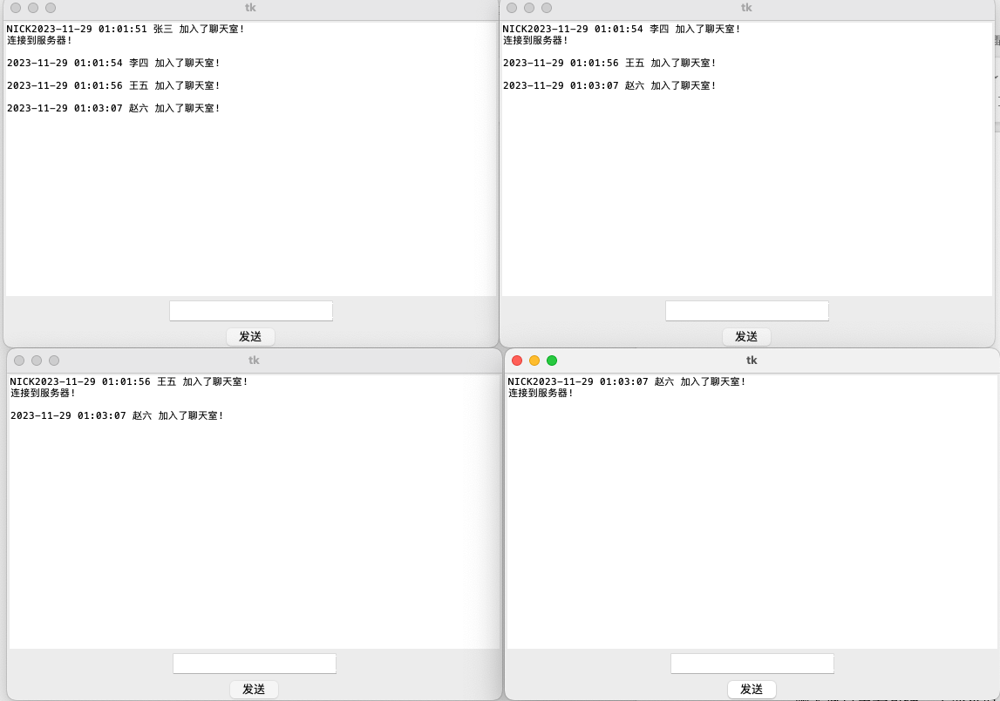 tk
NICK2023-11-29 01:01:51 张三 加入了聊天室!
连接到服务器!
2023-11-29 01:01:54 李四 加入了聊天室!
2023-11-29 01:01:56 王五 加入了聊天室!
2023-11-29 01:03:07 赵六 加入了聊天室!
发送
tk
NICK2023-11-29 01:01:54 李四 加入了聊天室!
连接到服务器!
2023-11-29 01:01:56 王五 加入了聊天室!
2023-11-29 01:03:07 赵六 加入了聊天室!
发送
tk
NICK2023-11-29 01:01:56 王五 加入了聊天室!
连接到服务器!
2023-11-29 01:03:07 赵六 加入了聊天室!
发送
tk
NICK2023-11-29 01:03:07 赵六 加入了聊天室!
连接到服务器!
发送